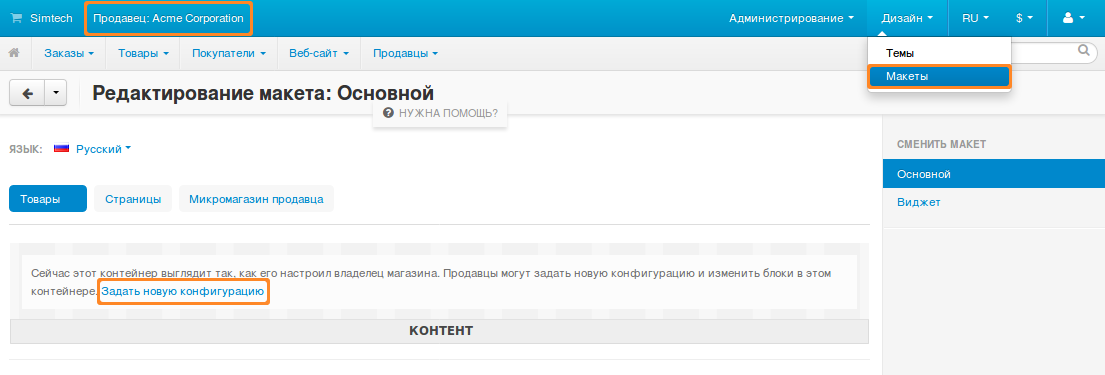 Simtech Продавец: Acme Corporation Администрирование Дизайн RU $
Заказы Товары Покупатели Веб-сайт Продавцы
Темы
Макеты
Редактирование макета: Основной
НУЖНА ПОМОЩЬ?
ЯЗЫК: Русский
СМЕНИТЬ МАКЕТ
Основной
Виджет
Товары Страницы Микромагазин продавца
Сейчас этот контейнер выглядит так, как его настроил владелец магазина. Продавцы могут задать новую конфигурацию и изменить блоки в этом
контейнере. Задать новую конфигурацию
КОНТЕНТ